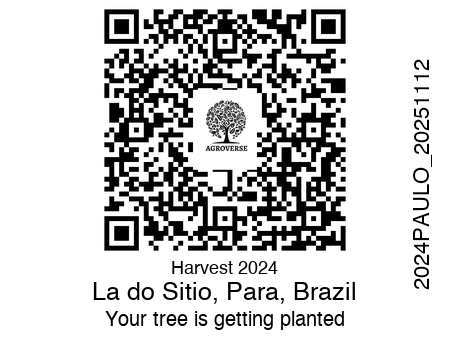 AGROVERSE
Harvest 2024
La do Sitio, Para, Brazil
Your tree is getting planted
2024PAULO_20251112